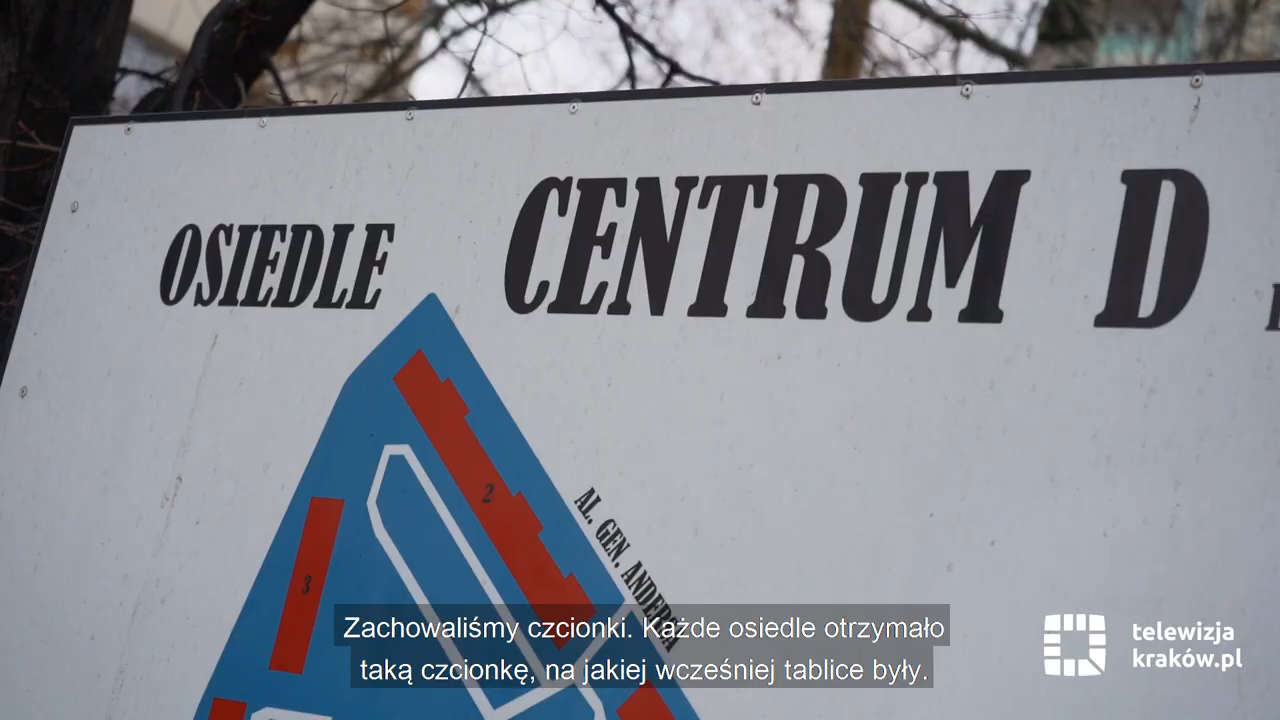 OSIEDLE CENTRUM D
2
AL. GEN. ANDERSA
3
Zachowaliśmy czcionki. Każde osiedle otrzymało
taką czcionkę, na jakiej wcześniej tablice były.
telewizja
kraków.pl